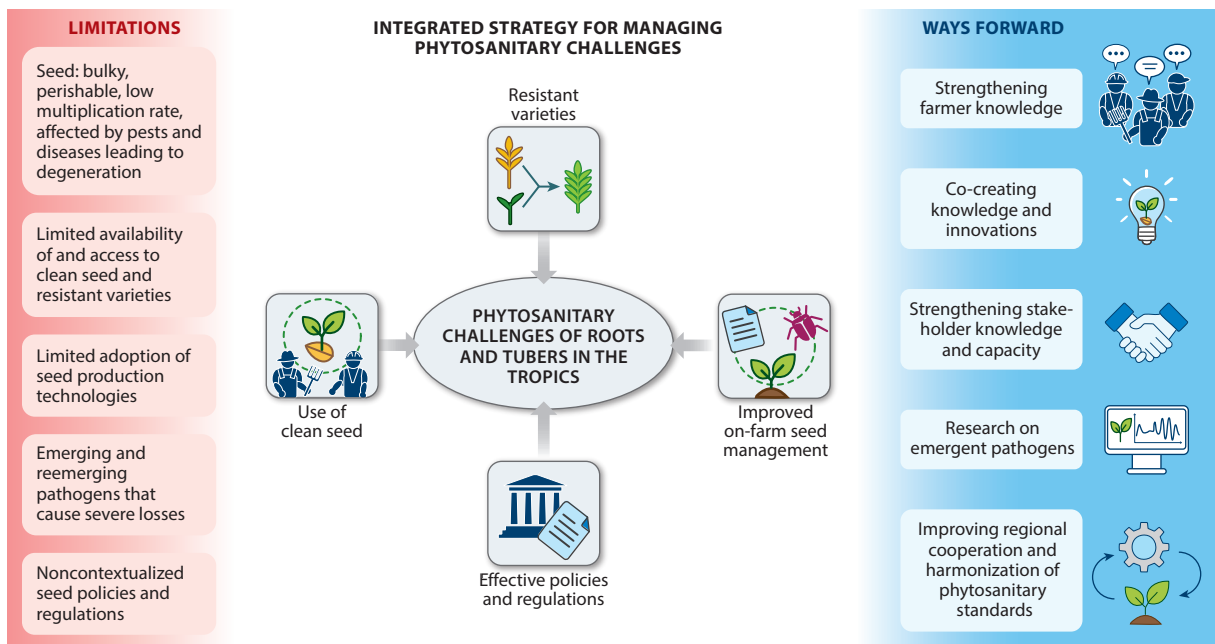 LIMITATIONS
Seed: bulky,
perishable, low
multiplication rate,
affected by pests and
diseases leading to
degeneration
Limited availability
of and access to
clean seed and
resistant varieties
Limited adoption of
seed production
technologies
Emerging and
reemerging
pathogens that
cause severe losses
Noncontextualized
seed policies and
regulations
INTEGRATED STRATEGY FOR MANAGING
PHYTOSANITARY CHALLENGES
Resistant
varieties
PHYTOSANITARY
CHALLENGES OF ROOTS
AND TUBERS IN THE
TROPICS
Use of
clean seed
Improved
on-farm seed
management
Effective policies
and regulations
WAYS FORWARD
Strengthening
farmer knowledge
Co-creating
knowledge and
innovations
Strengthening stake-
holder knowledge
and capacity
Research on
emergent pathogens
Improving regional
cooperation and
harmonization of
phytosanitary
standards